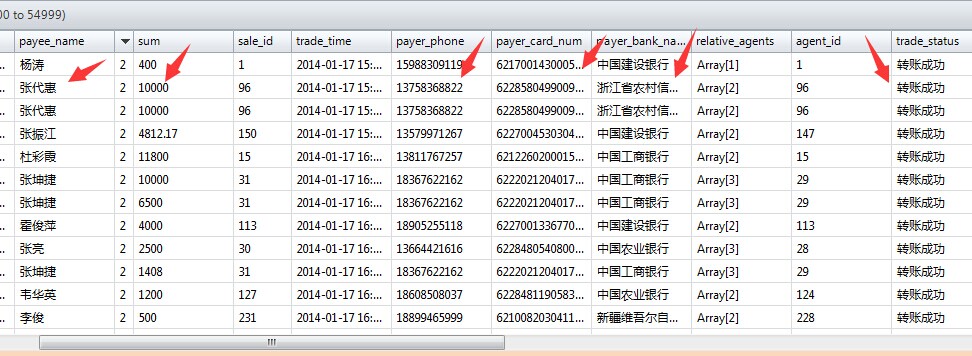 00 to 54999)
payee_name sum sale_id trade_time payer_phone payer_card_num payer_bank_na... relative_agents agent_id trade_status
... 杨涛 2 400 1 2014-01-17 15:... 15988309119 6217001430005... 中国建设银行 Array[1] 1 转账成功
... 张代惠 2 10000 96 2014-01-17 15:... 13758368822 6228580499009... 浙江省农村信... Array[2] 96 转账成功
... 张代惠 2 10000 96 2014-01-17 16:... 13758368822 6228580499009... 浙江省农村信... Array[2] 96 转账成功
... 张振江 2 4812.17 150 2014-01-17 16:... 13579971267 6227004530304... 中国建设银行 Array[2] 147 转账成功
... 杜彩霞 2 11800 15 2014-01-17 16:... 13811767257 6212260200015... 中国工商银行 Array[2] 15 转账成功
... 张坤捷 2 10000 31 2014-01-17 16:... 18367622162 6222021204017... 中国工商银行 Array[3] 29 转账成功
... 张坤捷 2 6500 31 2014-01-17 16:... 18367622162 6222021204017... 中国工商银行 Array[3] 29 转账成功
... 霍俊萍 2 4000 113 2014-01-17 16:... 18905255118 6227001336770... 中国建设银行 Array[2] 113 转账成功
... 张亮 2 2500 30 2014-01-17 16:... 13664421616 6228480540800... 中国农业银行 Array[3] 28 转账成功
... 张坤捷 2 1408 31 2014-01-17 16:... 18367622162 6222021204017... 中国工商银行 Array[3] 29 转账成功
... 韦华英 2 1200 127 2014-01-17 16:... 18608508037 6228481190583... 中国农业银行 Array[2] 124 转账成功
... 李俊 2 500 231 2014-01-17 16:... 18899465999 6210082030411... 新疆维吾尔自... Array[2] 228 转账成功